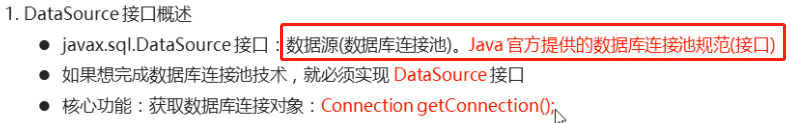 1. DataSource 接口概述
● javax.sql.DataSource 接口：数据源(数据库连接池)。Java 官方提供的数据库连接池规范(接口)
● 如果想完成数据库连接池技术，就必须实现 DataSource 接口
● 核心功能：获取数据库连接对象：Connection getConnection();